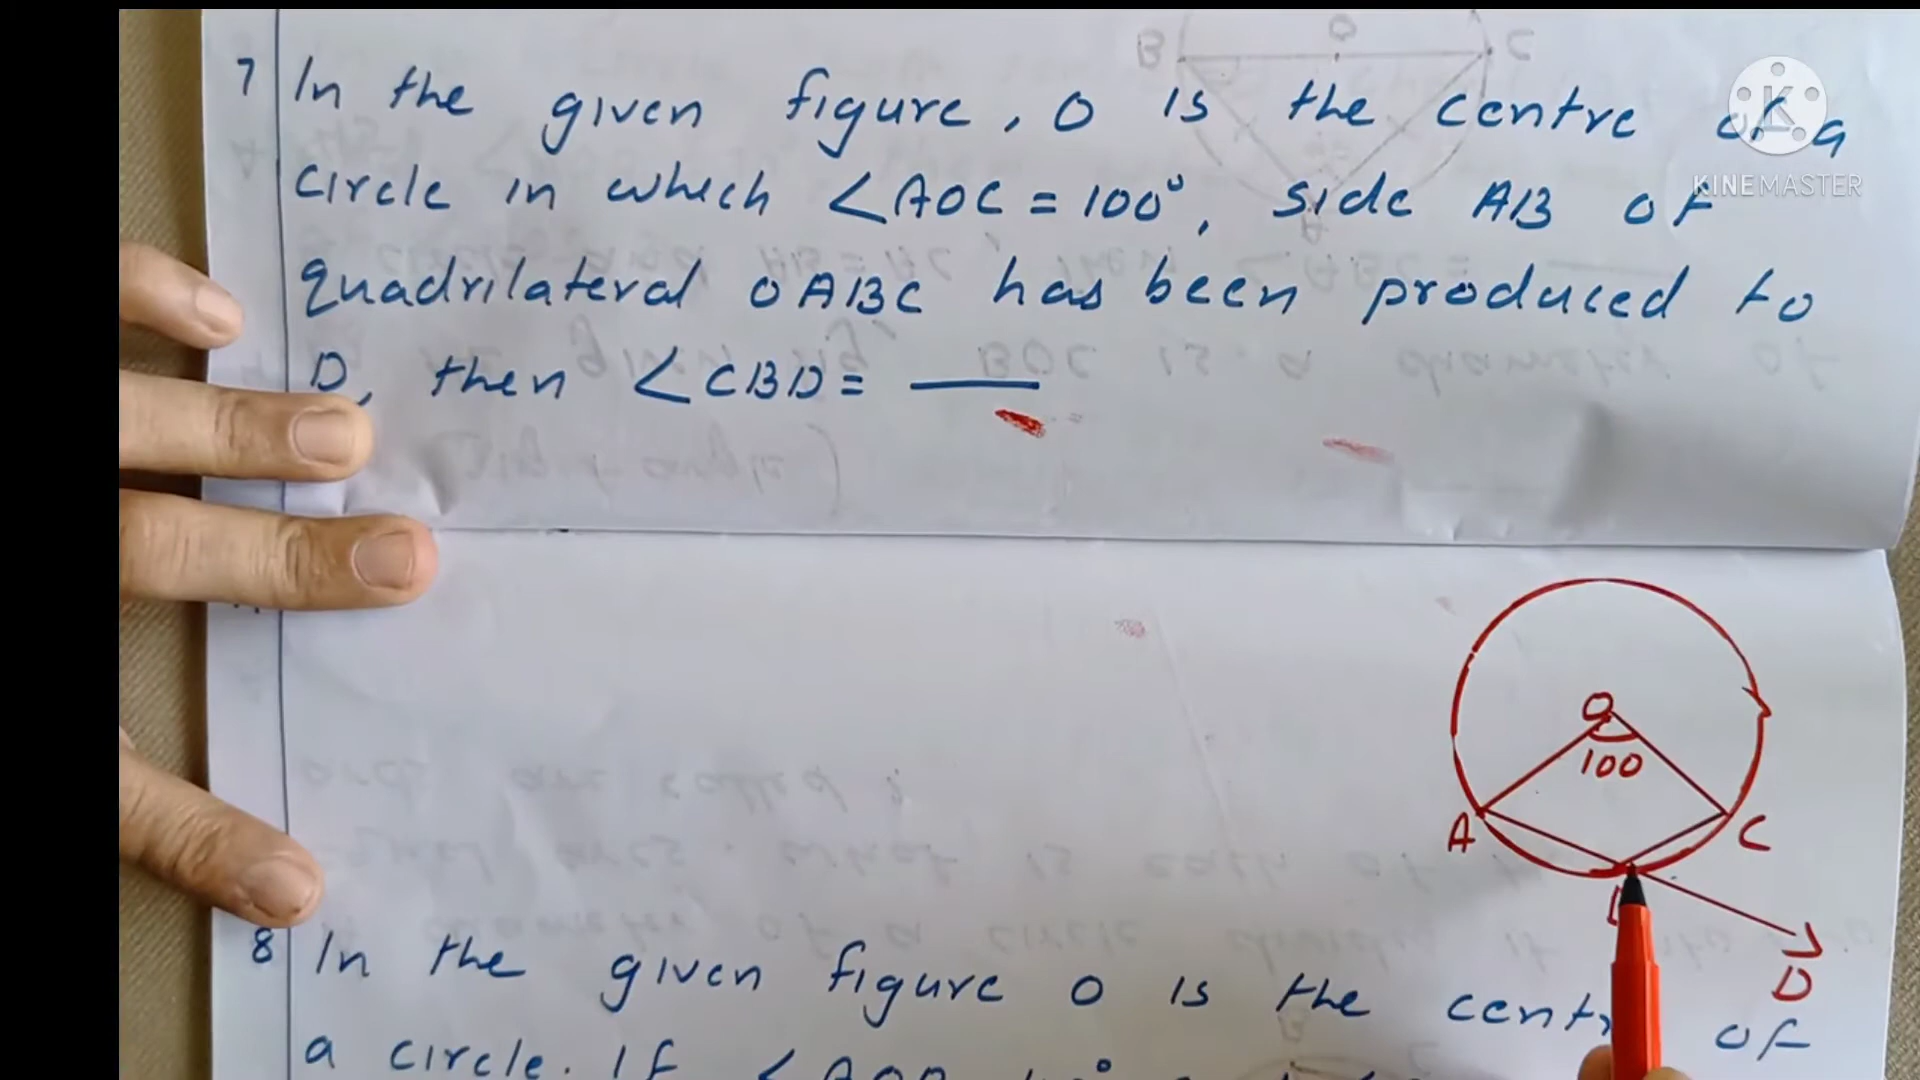 7 In the given figure, O is the centre of a
circle in which ∠AOC = 100°, side AB of
quadrilateral OABC has been produced to
D, then ∠CBD = ____
O
100
A
C
D
8 In the given figure O is the of
a circle. If
K
KINEMASTER